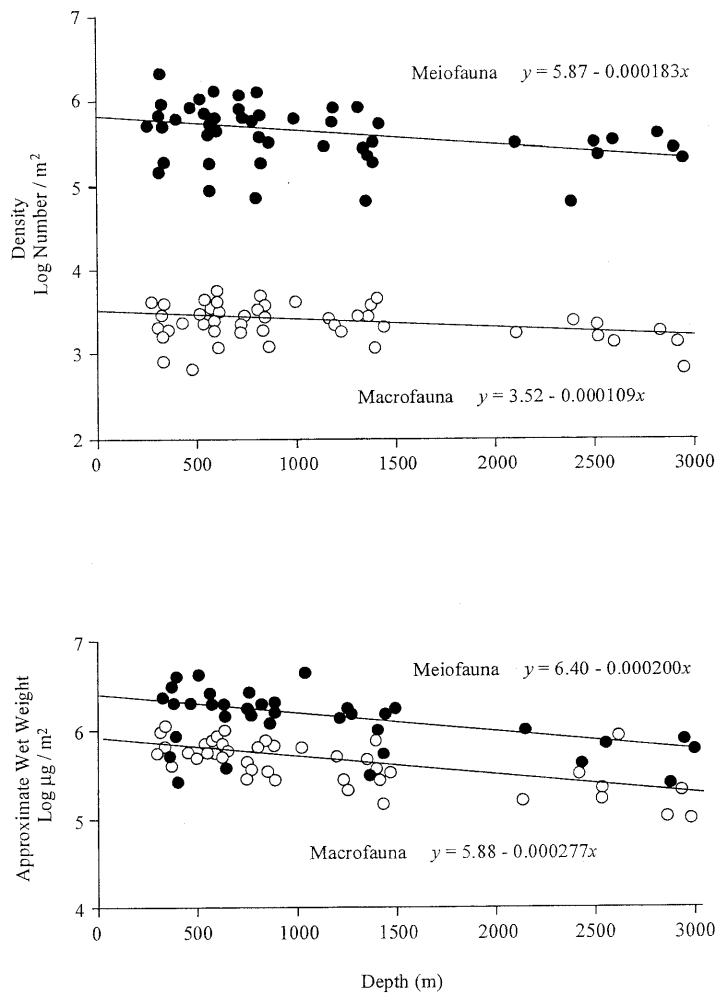 7
Meiofauna y = 5.87 - 0.000183x
6
Density
Log Number / m²
5
4
3
Macrofauna y = 3.52 - 0.000109x
2
0 500 1000 1500 2000 2500 3000
7
Meiofauna y = 6.40 - 0.000200x
6
Approximate Wet Weight
Log µg / m²
5
Macrofauna y = 5.88 - 0.000277x
4
0 500 1000 1500 2000 2500 3000
Depth (m)